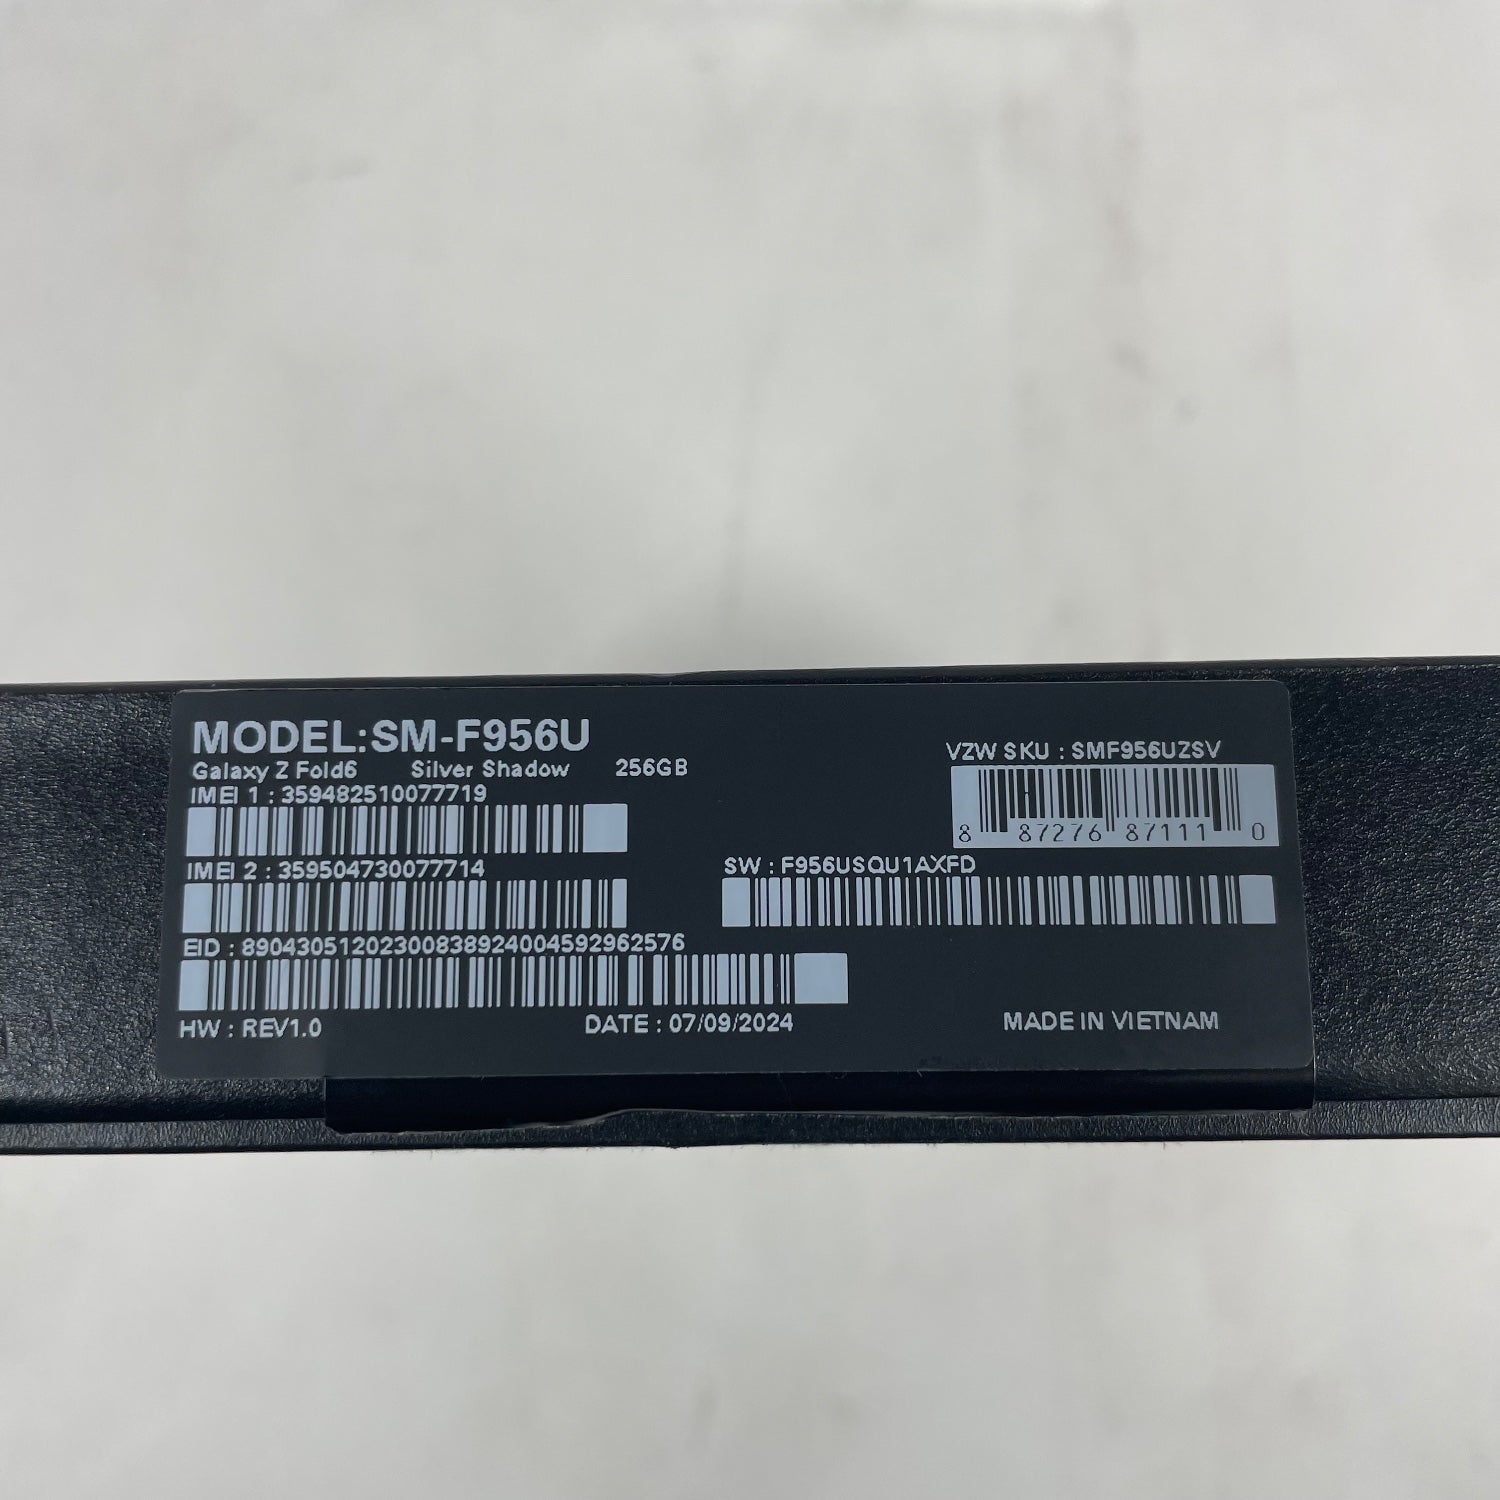 MODEL:SM-F956U
Galaxy Z Fold6 Silver Shadow 256GB
IMEI 1 : 359482510077719
IMEI 2 : 359504730077714
EID : 89043051202300838924004592962576
HW : REV1.0
DATE : 07/09/2024
VZW SKU : SMF956UZSV
8 87276 87111 0
SW : F956USQU1AXFD
MADE IN VIETNAM